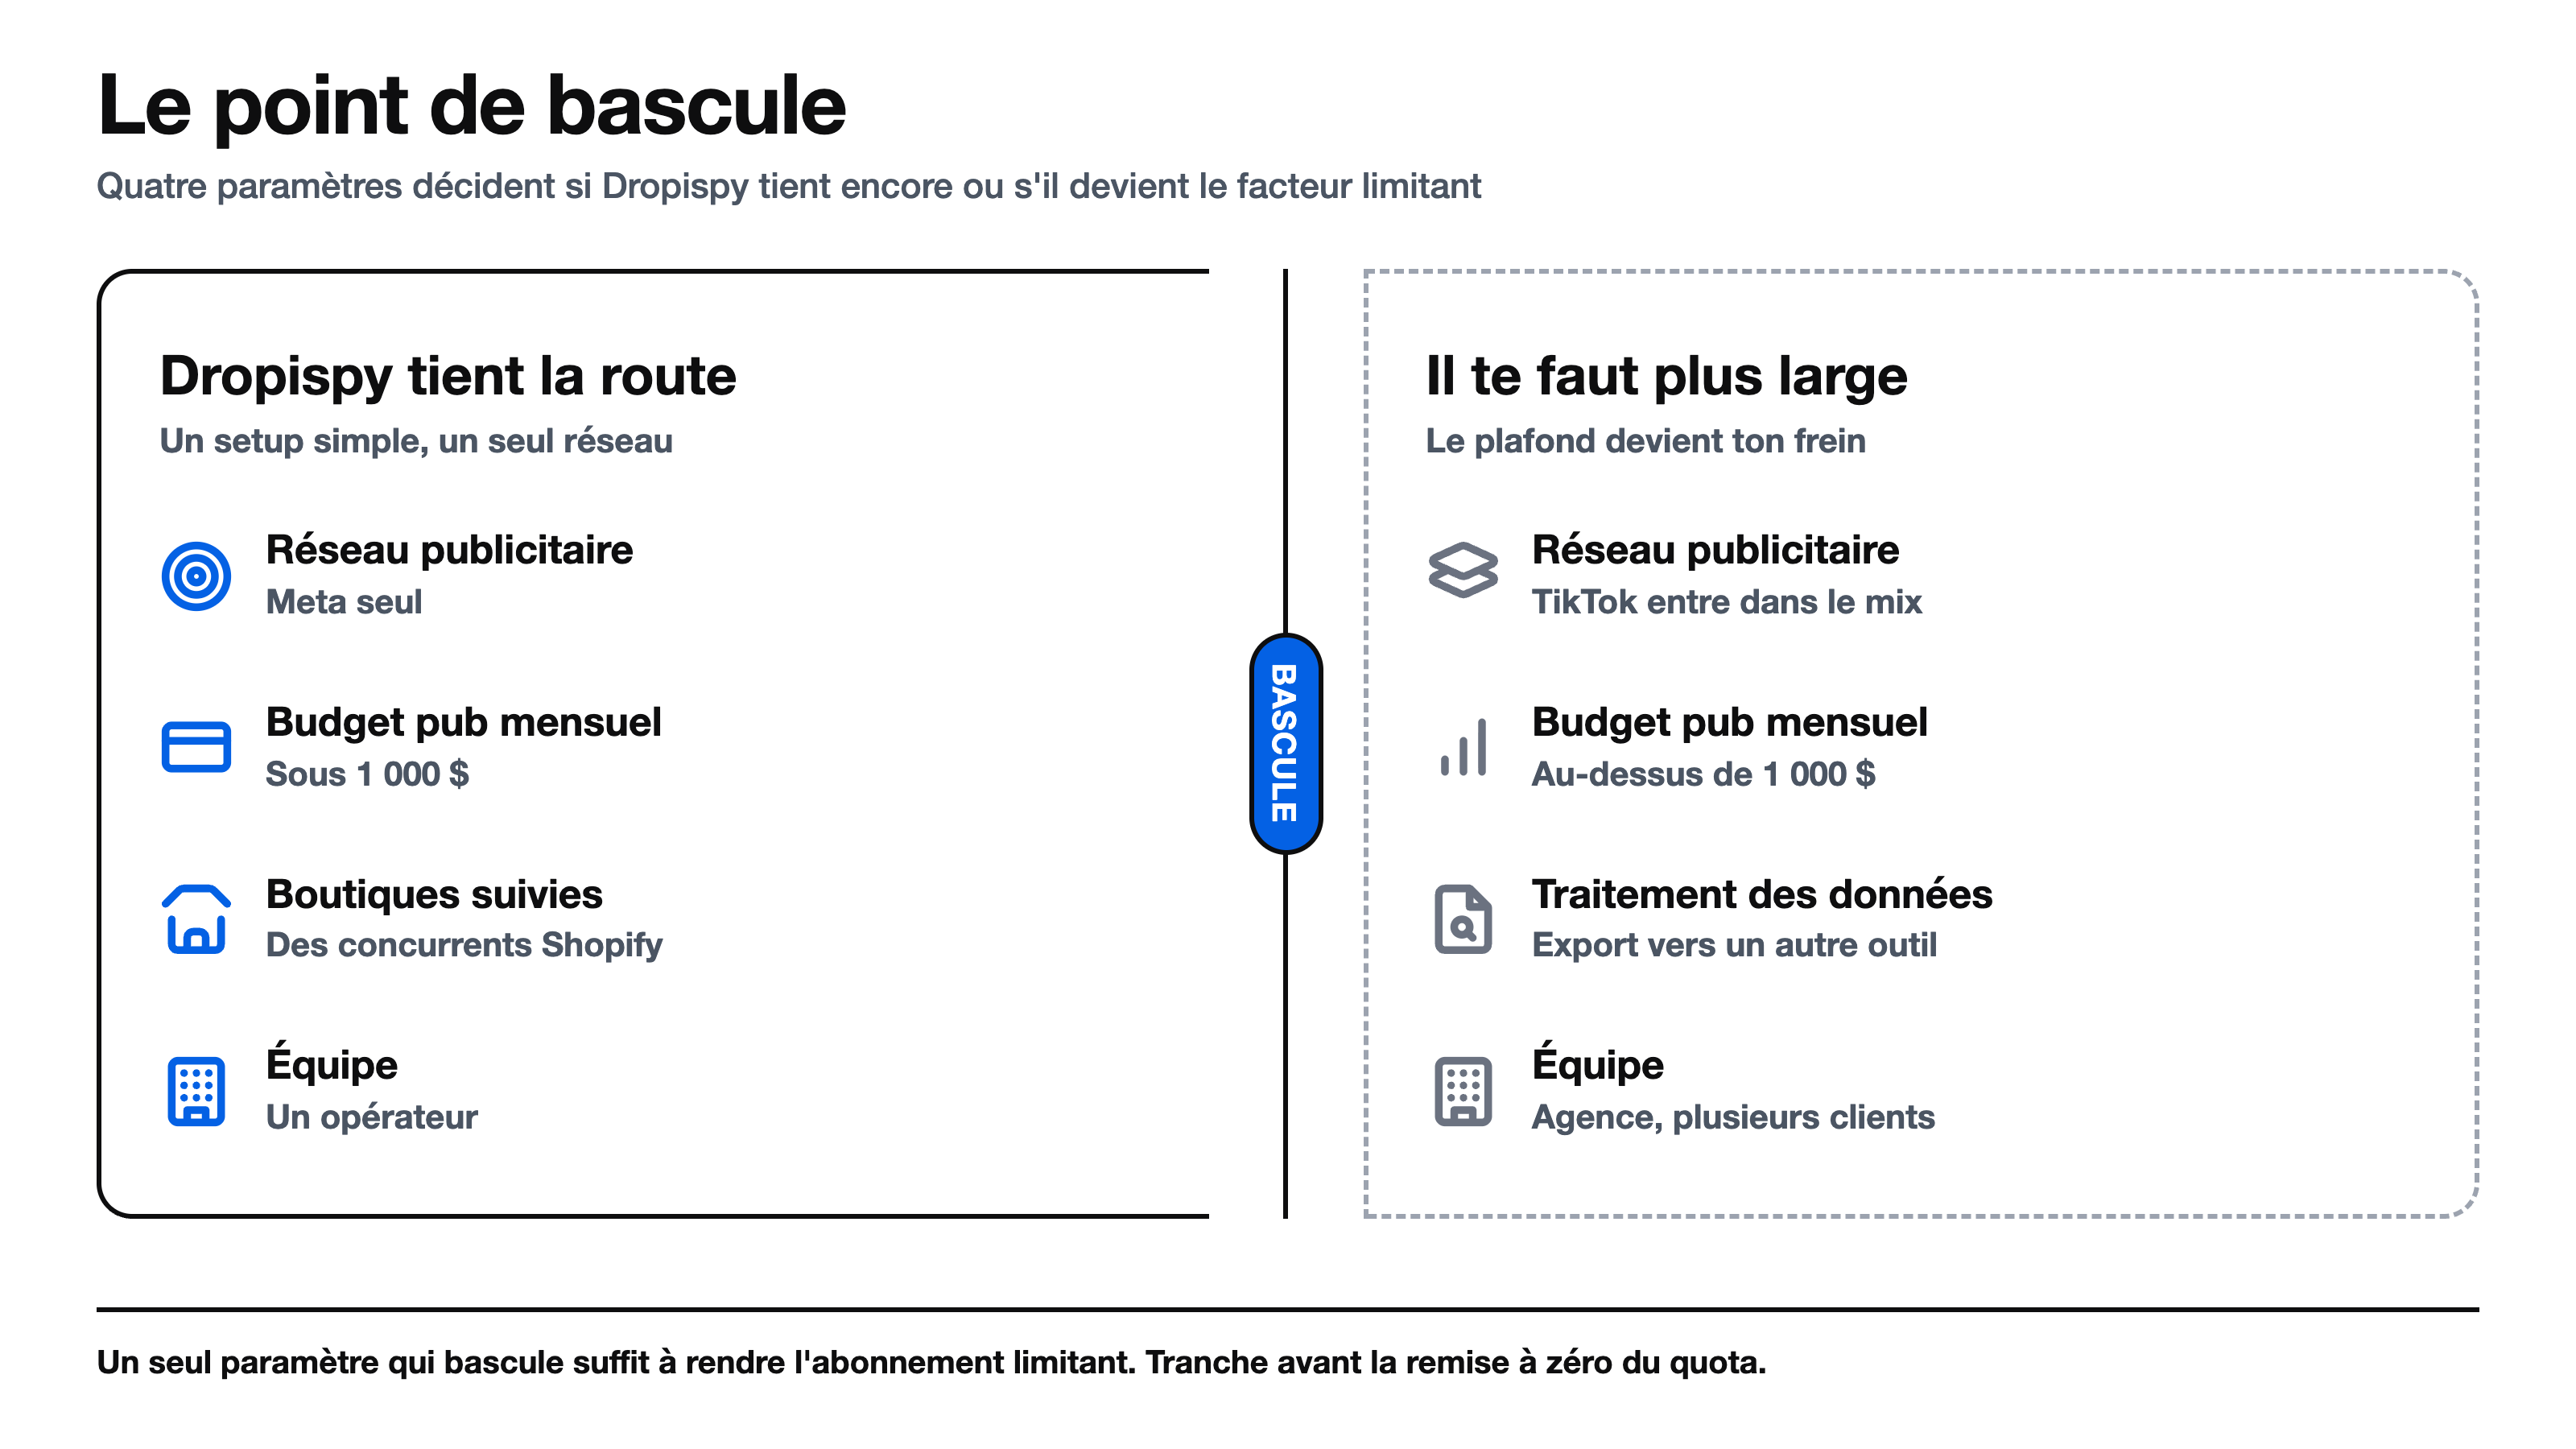 Le point de bascule
Quatre paramètres décident si Dropispy tient encore ou s'il devient le facteur limitant
Dropispy tient la route
Un setup simple, un seul réseau
Réseau publicitaire
Meta seul
Budget pub mensuel
Sous 1 000 $
Boutiques suivies
Des concurrents Shopify
Équipe
Un opérateur
BASCULE
Il te faut plus large
Le plafond devient ton frein
Réseau publicitaire
TikTok entre dans le mix
Budget pub mensuel
Au-dessus de 1 000 $
Traitement des données
Export vers un autre outil
Équipe
Agence, plusieurs clients
Un seul paramètre qui bascule suffit à rendre l'abonnement limitant. Tranche avant la remise à zéro du quota.